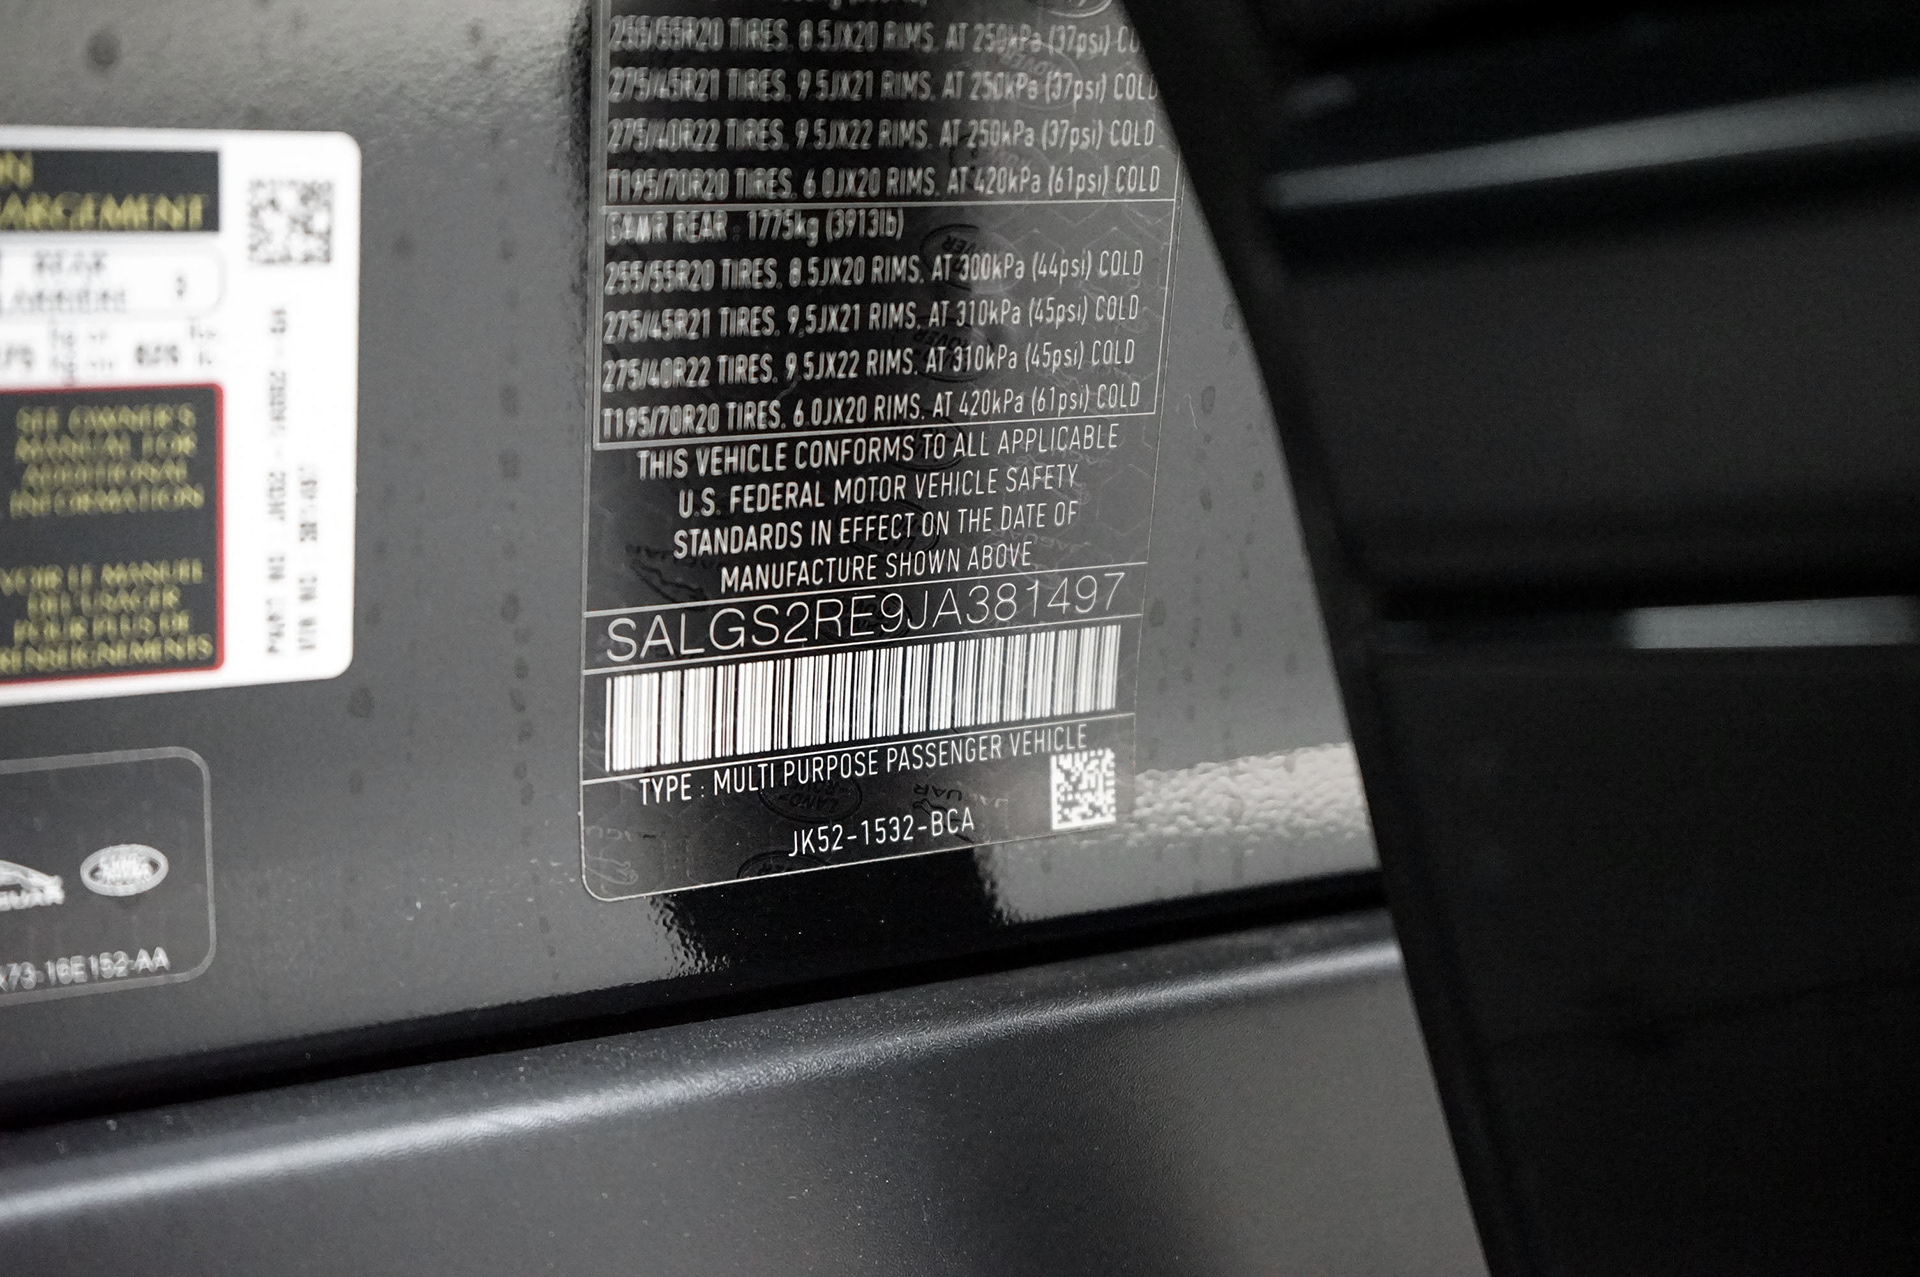 255/55R20 TIRES, 8.5JX20 RIMS, AT 250kPa (37psi)
275/45R21 TIRES, 9.5JX21 RIMS, AT 250kPa (37psi) COLD
275/40R22 TIRES, 9.5JX22 RIMS, AT 250kPa (37psi) COLD
T195/70R20 TIRES, 6.0JX20 RIMS, AT 420kPa (61psi) COLD
GAWR REAR : 1775kg (3913lb)
255/55R20 TIRES, 8.5JX20 RIMS, AT 300kPa (44psi) COLD
275/45R21 TIRES, 9.5JX21 RIMS, AT 310kPa (45psi) COLD
275/40R22 TIRES, 9.5JX22 RIMS, AT 310kPa (45psi) COLD
T195/70R20 TIRES, 6.0JX20 RIMS, AT 420kPa (61psi) COLD
THIS VEHICLE CONFORMS TO ALL APPLICABLE
U.S. FEDERAL MOTOR VEHICLE SAFETY
STANDARDS IN EFFECT ON THE DATE OF
MANUFACTURE SHOWN ABOVE
SALGS2RE9JA381497
TYPE : MULTI PURPOSE PASSENGER VEHICLE
JK52-1532-BCA
ARGEMENT
REAR
SEE OWNER'S
MANUAL FOR
ADDITIONAL
INFORMATION
VOIR LE MANUEL
DE L'USAGER
POUR PLUS DE
RENSEIGNEMENTS
73-16E152-AA